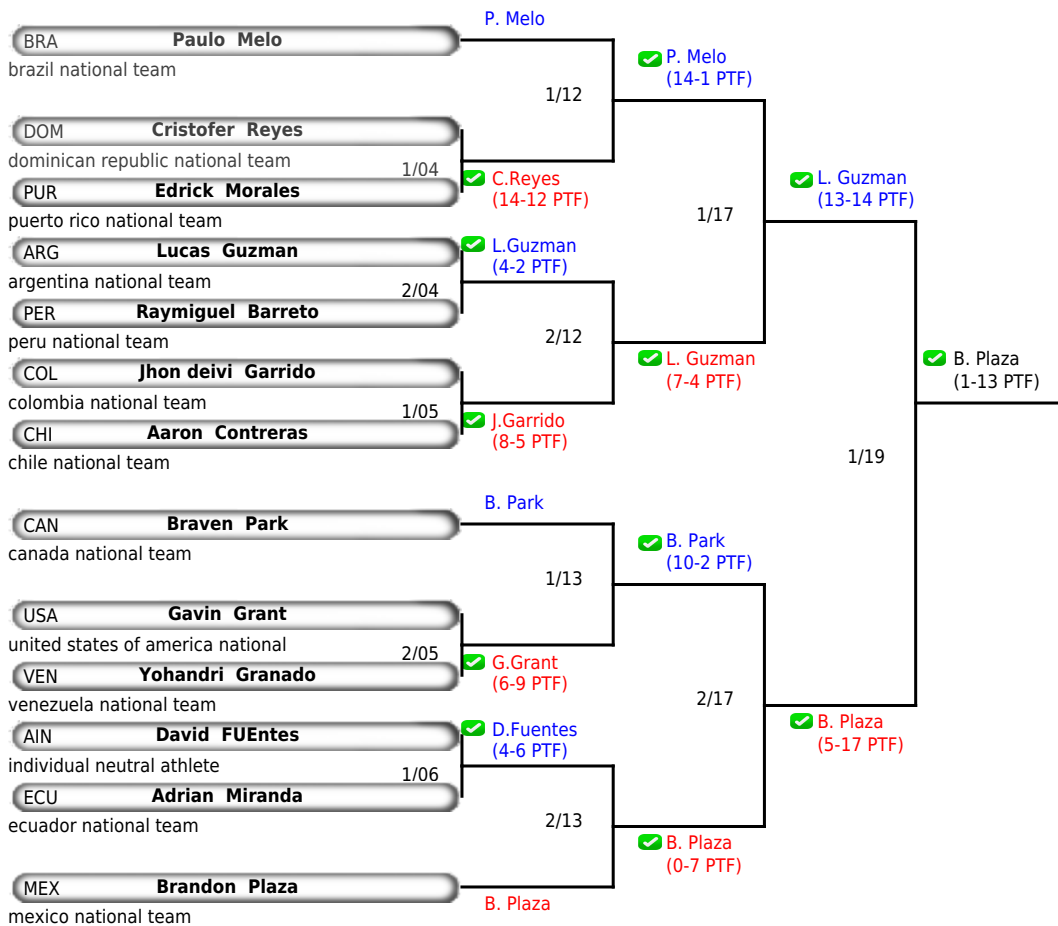 P. Melo
BRA Paulo Melo
brazil national team
P. Melo
(14-1 PTF)
1/12
DOM Cristofer Reyes
dominican republic national team
1/04
C.Reyes
(14-12 PTF)
PUR Edrick Morales
puerto rico national team
L. Guzman
(13-14 PTF)
1/17
ARG Lucas Guzman
L.Guzman
(4-2 PTF)
argentina national team
2/04
PER Raymiguel Barreto
peru national team
2/12
L. Guzman
(7-4 PTF)
COL Jhon deivi Garrido
colombia national team
1/05
J.Garrido
(8-5 PTF)
CHI Aaron Contreras
chile national team
B. Plaza
(1-13 PTF)
1/19
B. Park
CAN Braven Park
canada national team
B. Park
(10-2 PTF)
1/13
USA Gavin Grant
united states of america national
2/05
G.Grant
(6-9 PTF)
VEN Yohandri Granado
venezuela national team
2/17
B. Plaza
(5-17 PTF)
AIN David FUEntes
D.Fuentes
(4-6 PTF)
individual neutral athlete
1/06
ECU Adrian Miranda
ecuador national team
2/13
B. Plaza
(0-7 PTF)
MEX Brandon Plaza
B. Plaza
mexico national team